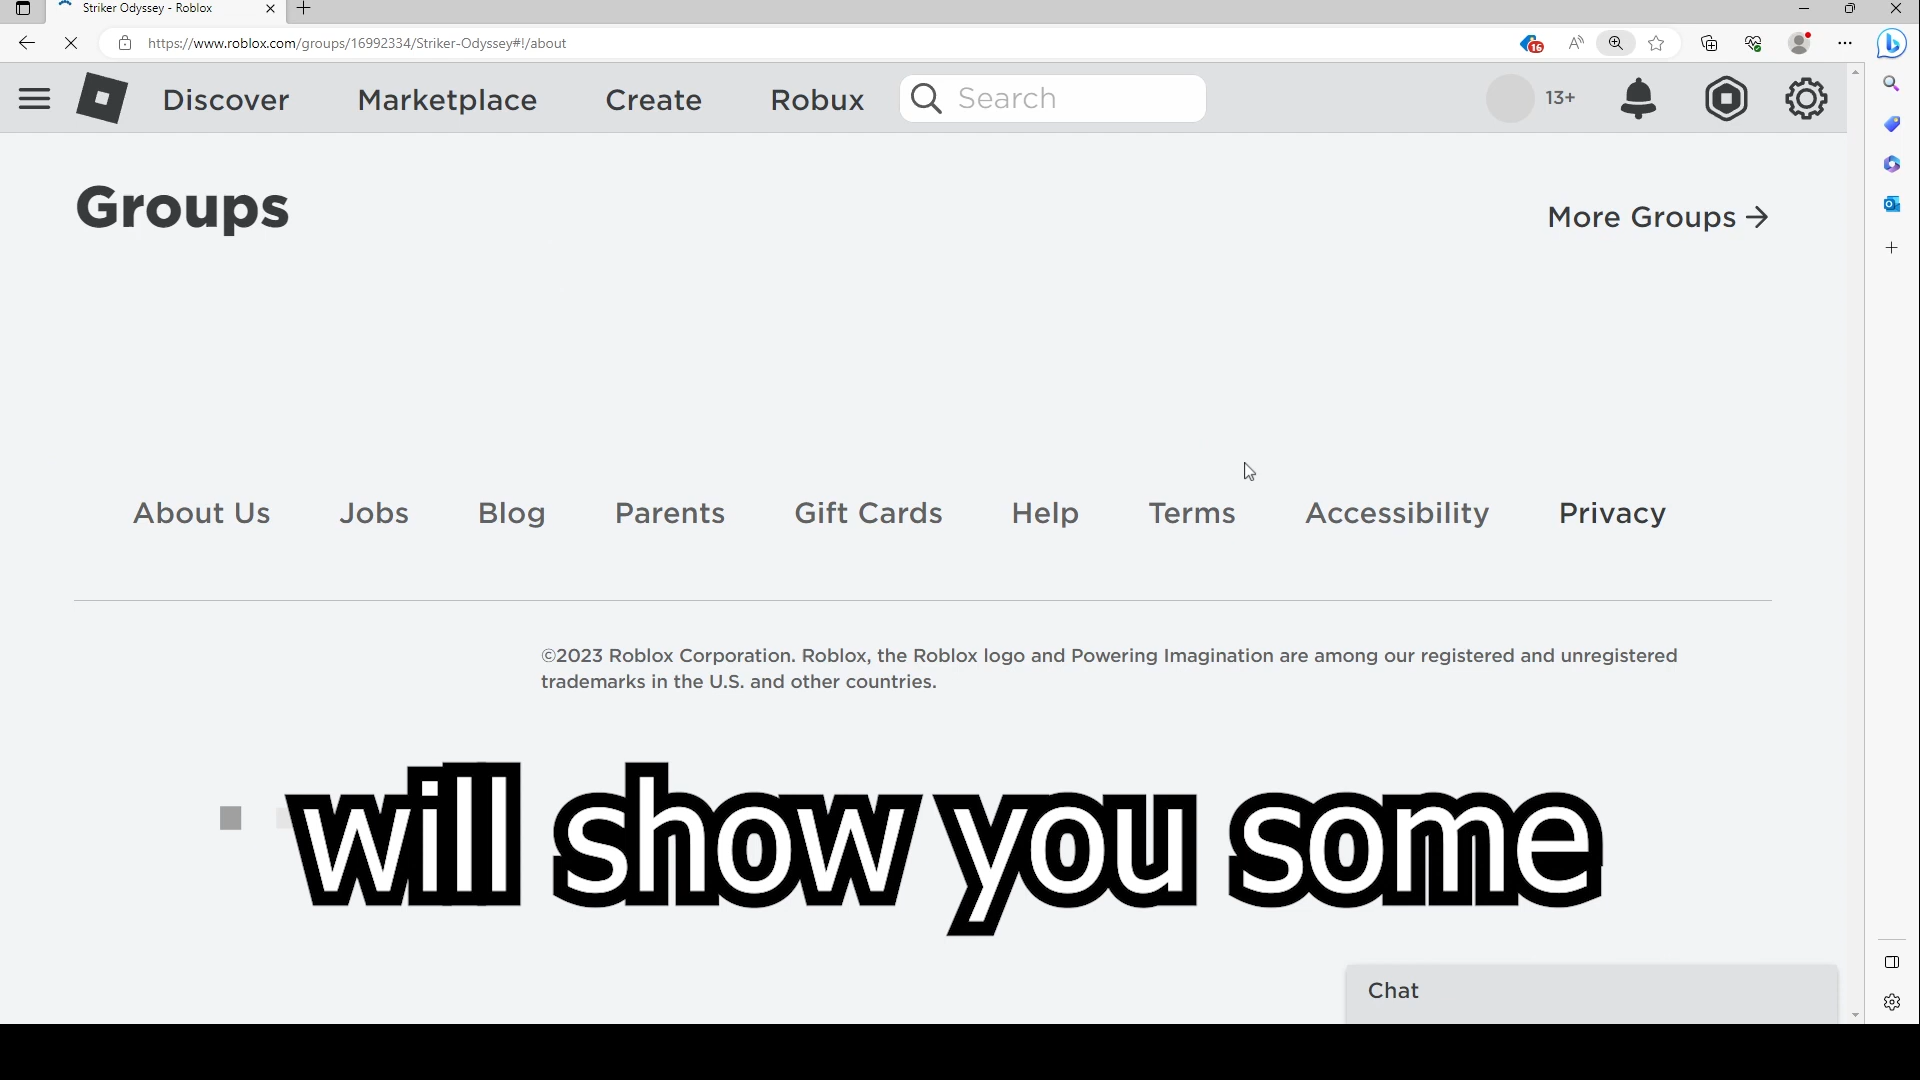 Striker Odyssey - Roblox
https://www.roblox.com/groups/16992334/Striker-Odyssey#!/about
16
Discover Marketplace Create Robux Search 13+
Groups
More Groups →
About Us Jobs Blog Parents Gift Cards Help Terms Accessibility Privacy
©2023 Roblox Corporation. Roblox, the Roblox logo and Powering Imagination are among our registered and unregistered
trademarks in the U.S. and other countries.
will show you some
Chat